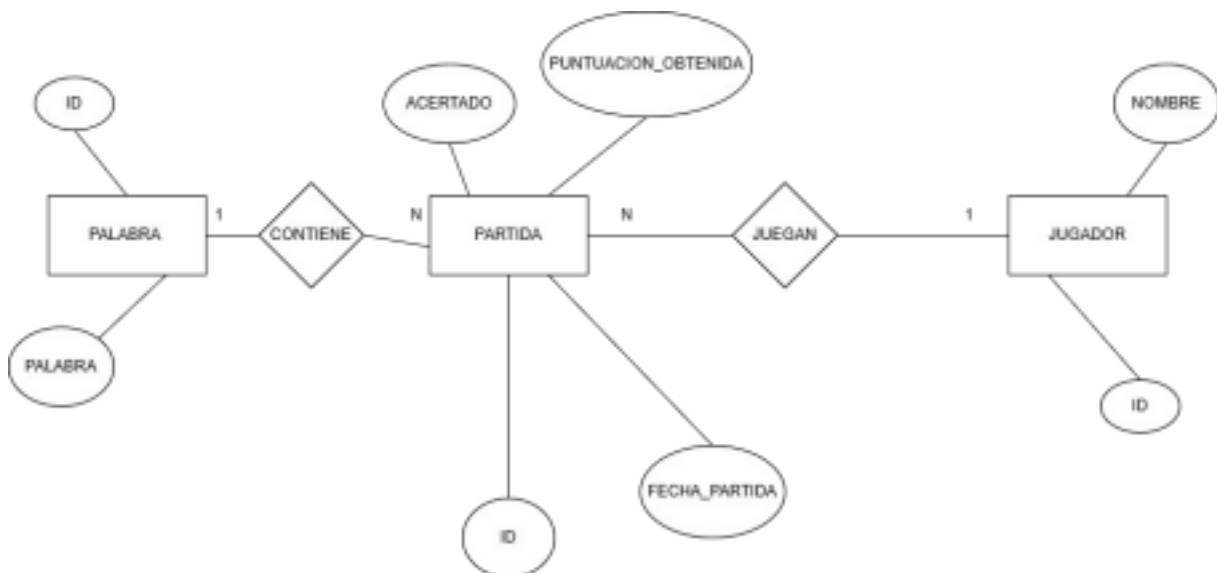 PUNTUACION_OBTENIDA
ID
ACERTADO
NOMBRE
PALABRA
1
CONTIENE
N
PARTIDA
N
JUEGAN
1
JUGADOR
PALABRA
ID
FECHA_PARTIDA
ID